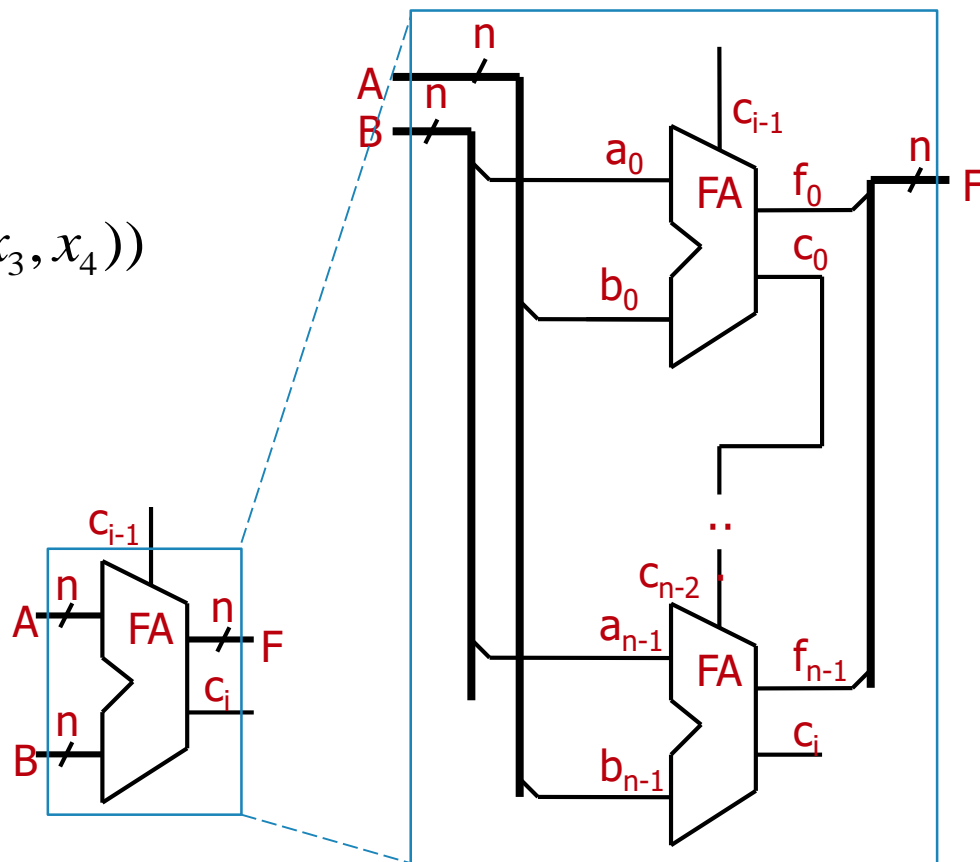 x₃, x₄))
n
A
n
B
cᵢ₋₁
a₀
FA
f₀
n
F
c₀
b₀
..
.
cₙ₋₂
aₙ₋₁
FA
fₙ₋₁
cᵢ
bₙ₋₁
cᵢ₋₁
n
A
FA
n
F
cᵢ
n
B